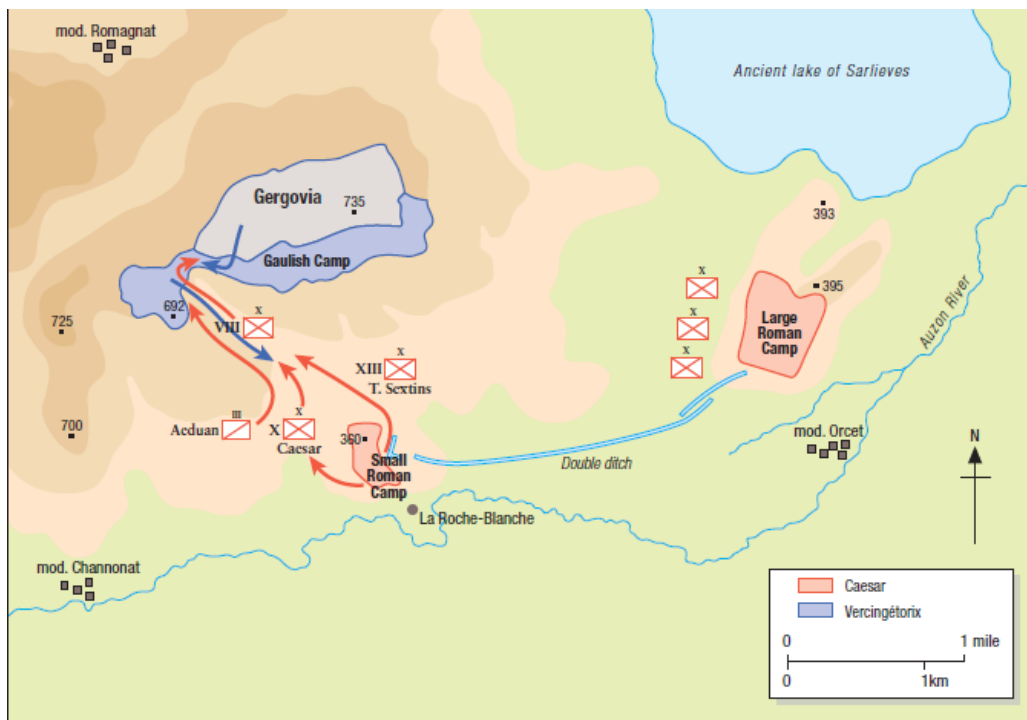 mod. Romagnat
Ancient lake of Sarlieves
Gergovia
735
Gaulish Camp
393
395
692
725
VIII
x
x
x
x
Large
Roman
Camp
Auzon River
XIII
x
T. Sextins
700
Aeduan
III
X
x
Caesar
360
Small
Roman
Camp
mod. Orcet
Double ditch
N
La Roche-Blanche
mod. Channonat
Caesar
Vercingétorix
0
1 mile
0
1km